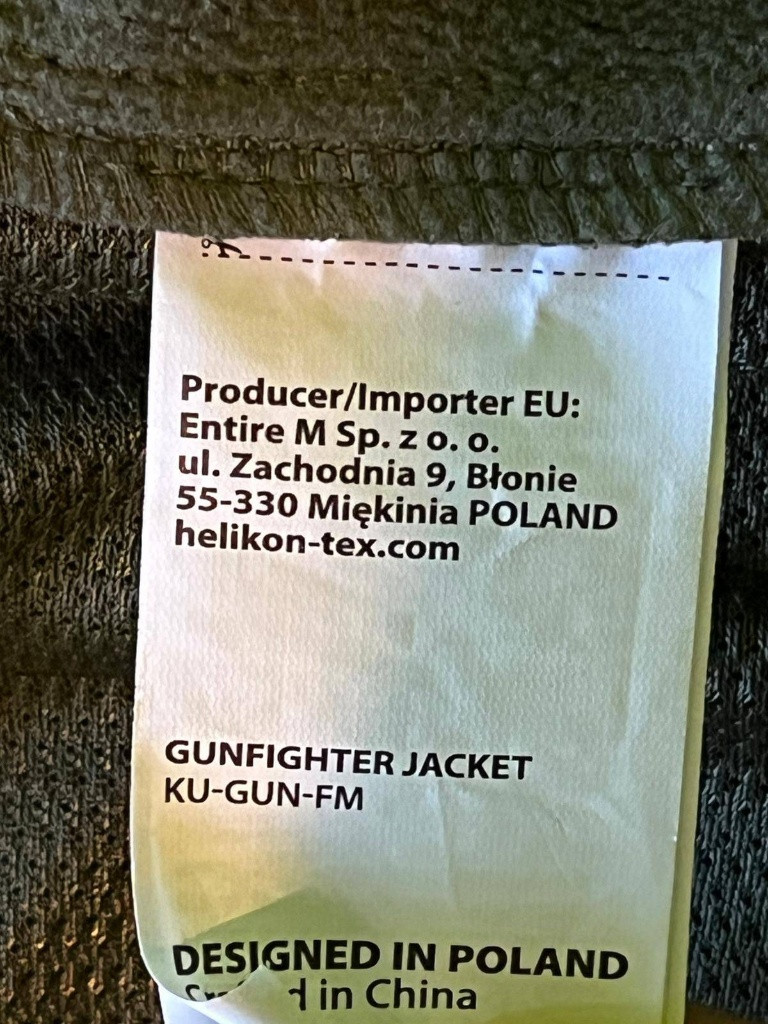 Producer/Importer EU:
Entire M Sp. z o. o.
ul. Zachodnia 9, Błonie
55-330 Miękinia POLAND
helikon-tex.com
GUNFIGHTER JACKET
KU-GUN-FM
DESIGNED IN POLAND
in China